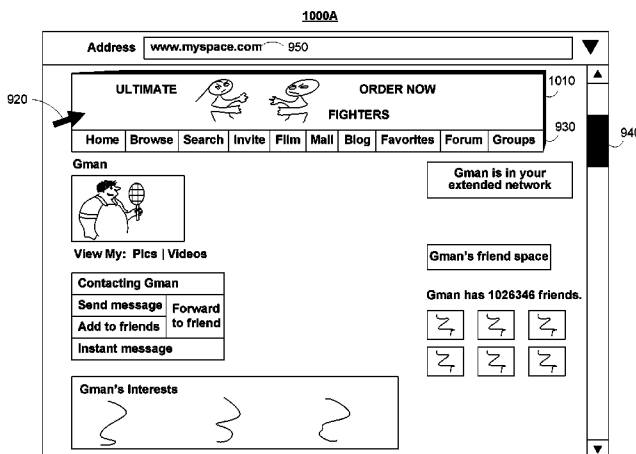 1000A
Address www.myspace.com 950
ULTIMATE ORDER NOW 1010
920 FIGHTERS
Home Browse Search Invite Film Mail Blog Favorites Forum Groups 930
940
Gman
Gman is in your
extended network
View My: Pics | Videos
Gman's friend space
Contacting Gman
Send message Forward
Add to friends to friend
Instant message
Gman has 1026346 friends.
Gman's Interests